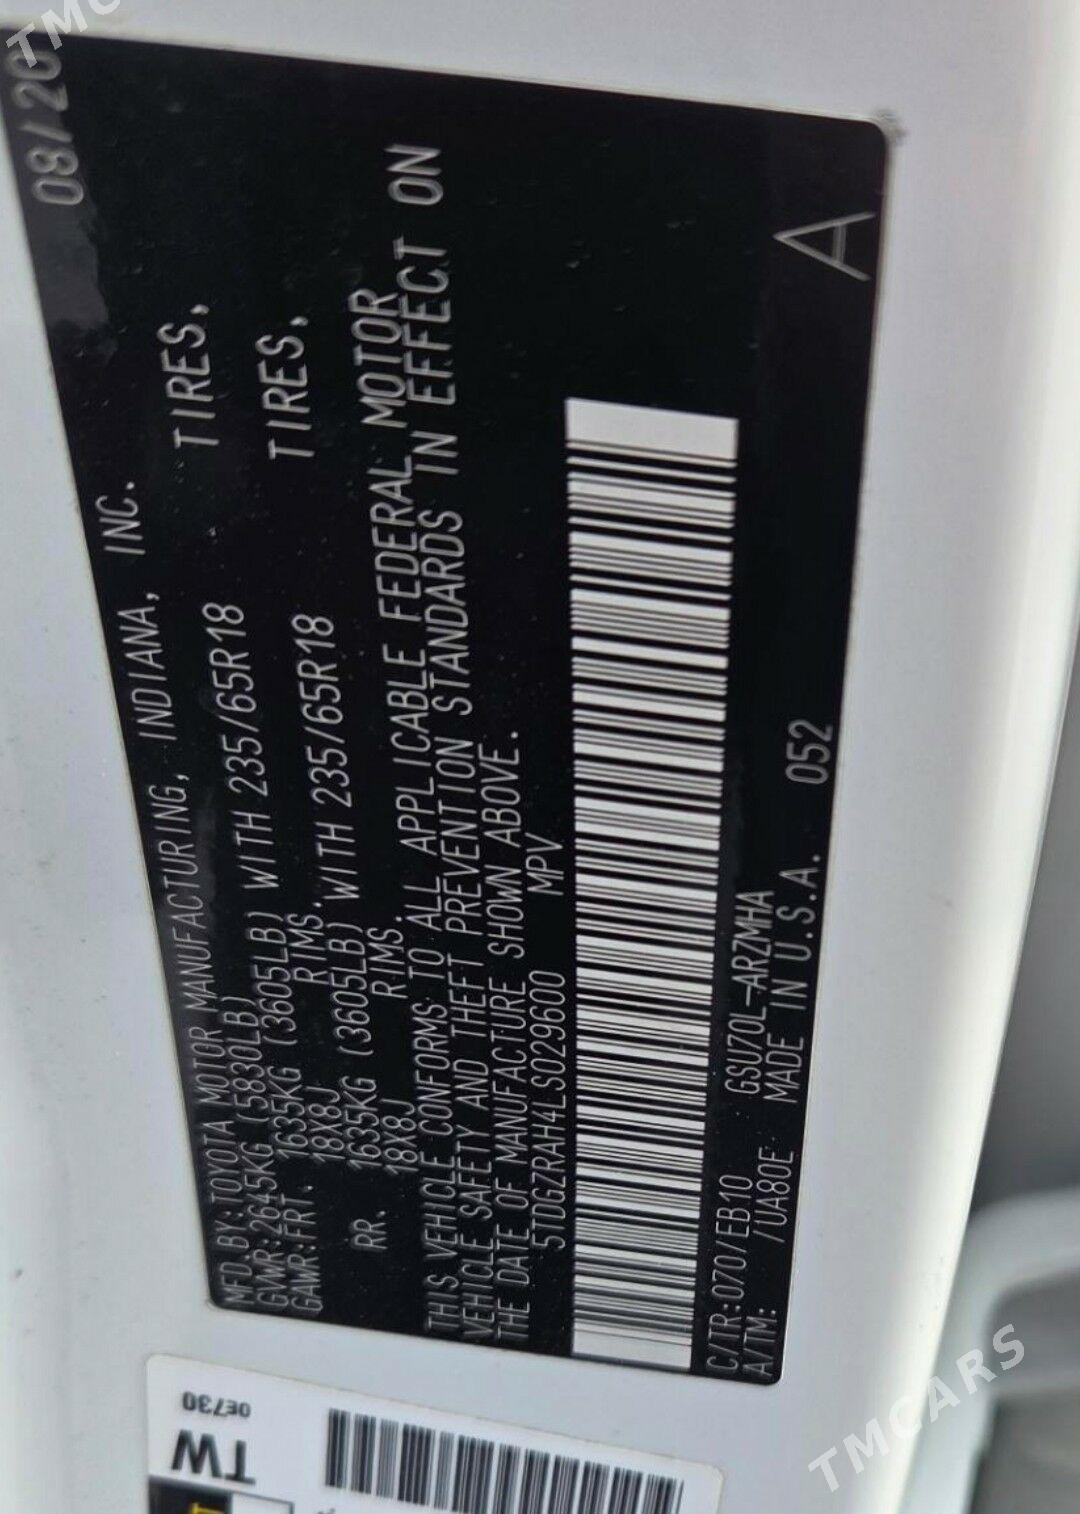 TMCARS
MFD.BY:TOYOTA MOTOR MANUFACTURING, INDIANA, INC. 08/20
GVWR:2645KG (5830LB)
GAWR:FRT. 1635KG (3605LB) WITH 235/65R18 TIRES,
18X8J RIMS.
RR. 1635KG (3605LB) WITH 235/65R18 TIRES,
18X8J RIMS.
THIS VEHICLE CONFORMS TO ALL APPLICABLE FEDERAL MOTOR
VEHICLE SAFETY AND THEFT PREVENTION STANDARDS IN EFFECT ON
THE DATE OF MANUFACTURE SHOWN ABOVE.
5TDGZRAH4LS029600 MPV
C/TR:070/EB10 GSU70L-ARZMHA
A/TM: /UA80E MADE IN U.S.A. 052
A
0E730
TW
TMCARS